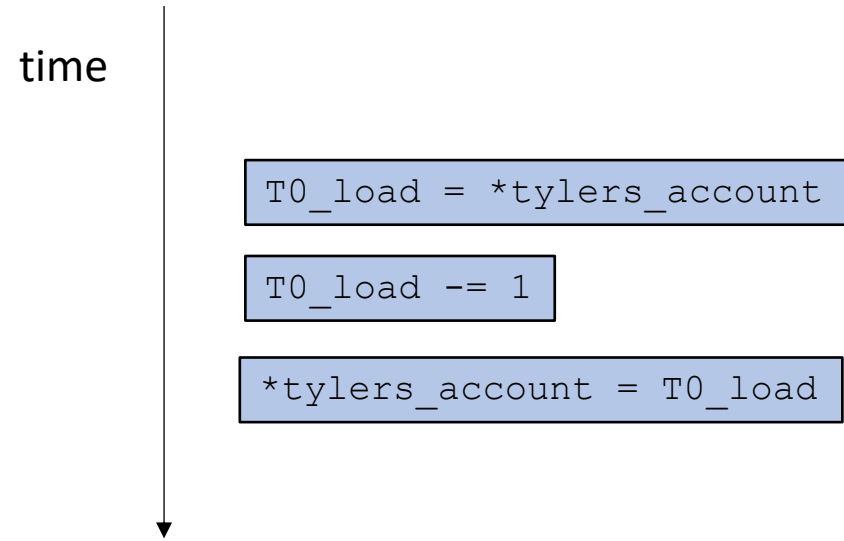 time
T0_load = *tylers_account
T0_load -= 1
*tylers_account = T0_load